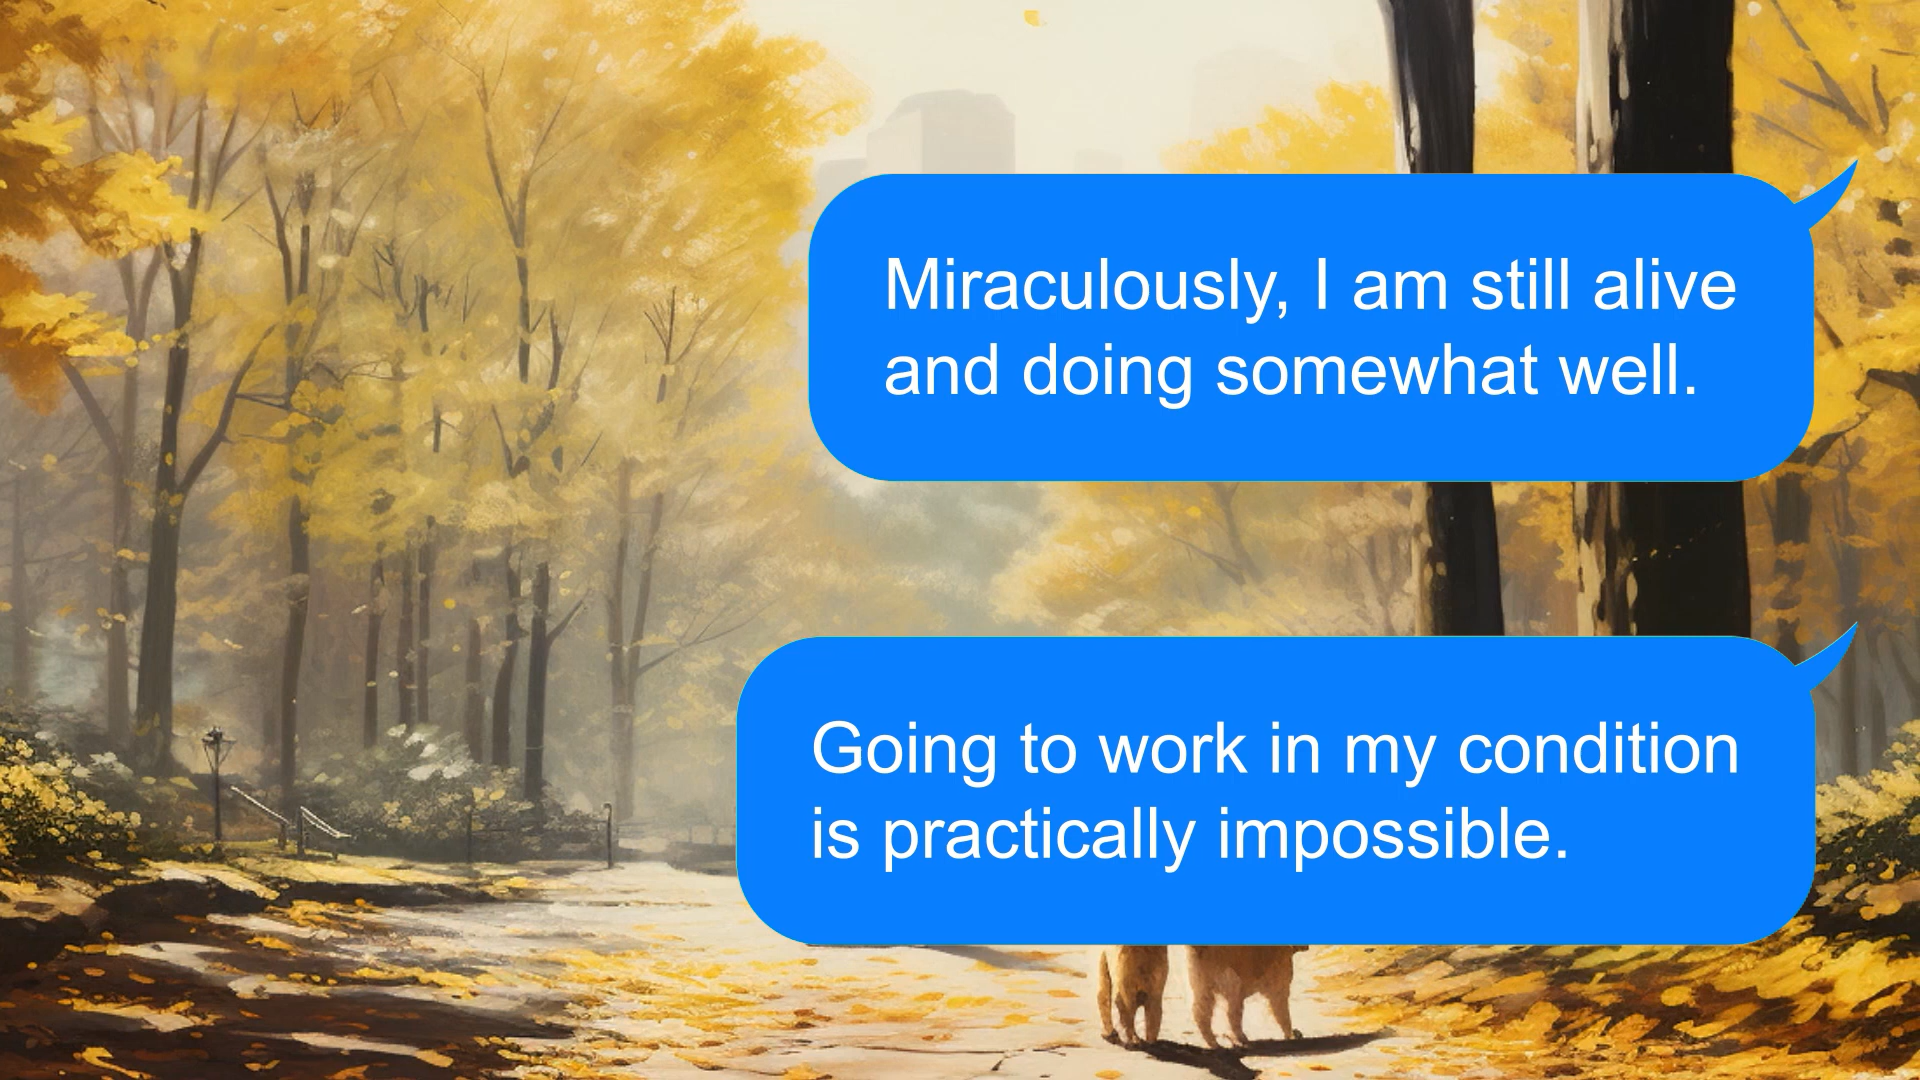 Miraculously, I am still alive
and doing somewhat well.
Going to work in my condition
is practically impossible.